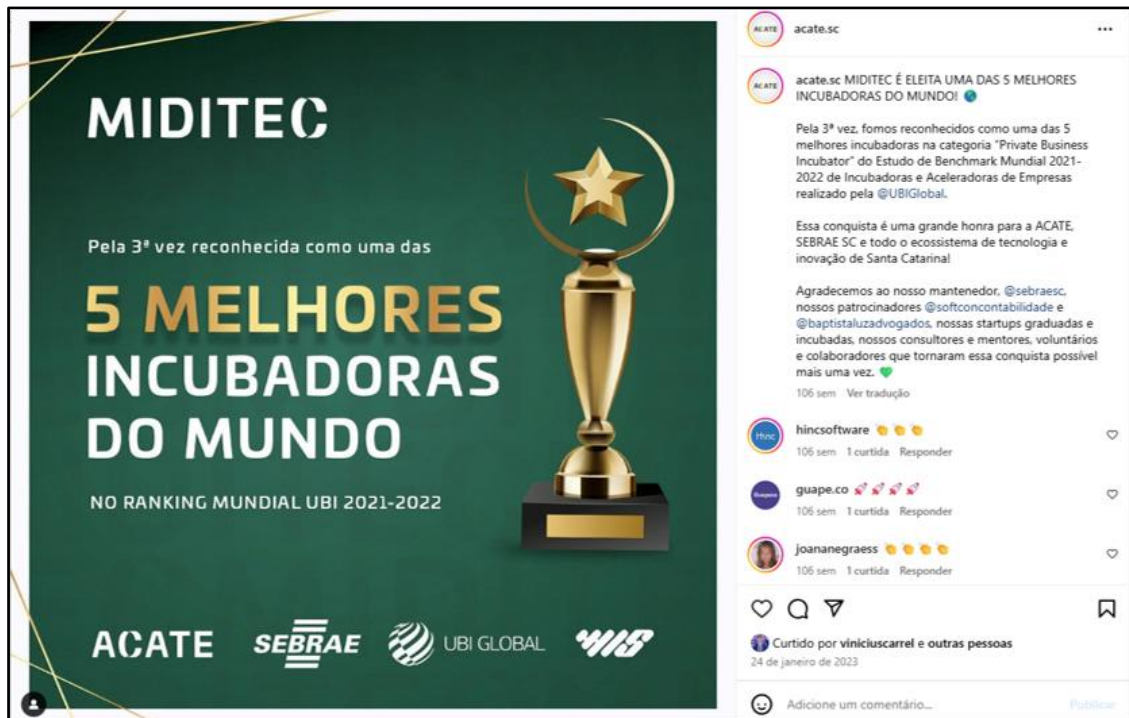 MIDITEC
Pela 3ª vez reconhecida como uma das
5 MELHORES
INCUBADORAS
DO MUNDO
NO RANKING MUNDIAL UBI 2021-2022
ACATE
SEBRAE
UBI GLOBAL
ACATE
acate.sc
ACATE
acate.sc MIDITEC É ELEITA UMA DAS 5 MELHORES
INCUBADORAS DO MUNDO! 🌎
Pela 3ª vez, fomos reconhecidos como uma das 5
melhores incubadoras na categoria "Private Business
Incubator" do Estudo de Benchmark Mundial 2021-
2022 de Incubadoras e Aceleradoras de Empresas
realizado pela @UBIGlobal.
Essa conquista é uma grande honra para a ACATE,
SEBRAE SC e todo o ecossistema de tecnologia e
inovação de Santa Catarina!
Agradecemos ao nosso mantenedor, @sebraesc,
nossos patrocinadores @softconcontabilidade e
@baptistaluzadvogados, nossas startups graduadas e
incubadas, nossos consultores e mentores, voluntários
e colaboradores que tornaram essa conquista possível
mais uma vez. 💚
106 sem Ver tradução
Hinc
hincsoftware 👏 👏 👏
106 sem 1 curtida Responder
guape.co 🚀 🚀 🚀 🚀
106 sem 1 curtida Responder
joananegraess 👏 👏 👏 👏
106 sem 1 curtida Responder
Curtido por viniciuscarrel e outras pessoas
24 de janeiro de 2023
Adicione um comentário... Publicar